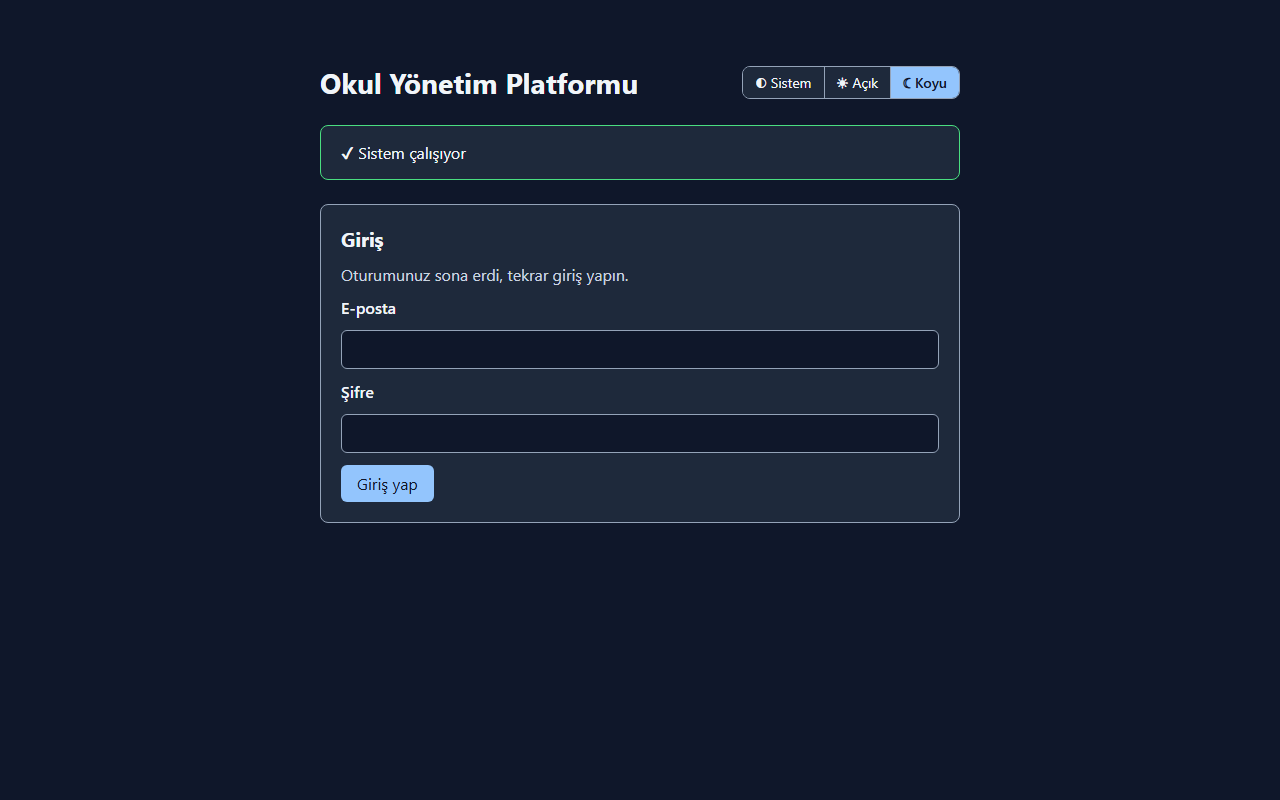 Okul Yönetim Platformu
◐ Sistem ☀ Açık ☾ Koyu
✓ Sistem çalışıyor
Giriş
Oturumunuz sona erdi, tekrar giriş yapın.
E-posta
Şifre
Giriş yap